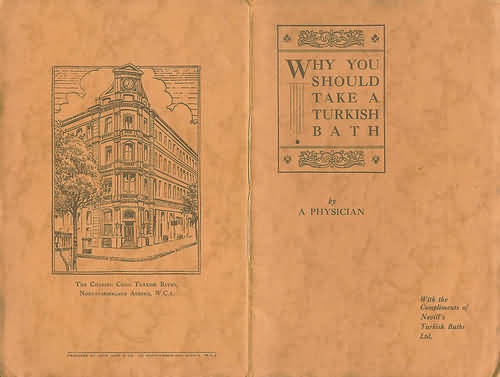 The Charing Cross Turkish Baths,
Northumberland Avenue, W.C.2.
WHY YOU
SHOULD
TAKE A
TURKISH
BATH
by
A PHYSICIAN
With the
Compliments of
Nevill's
Turkish Baths
Ltd.